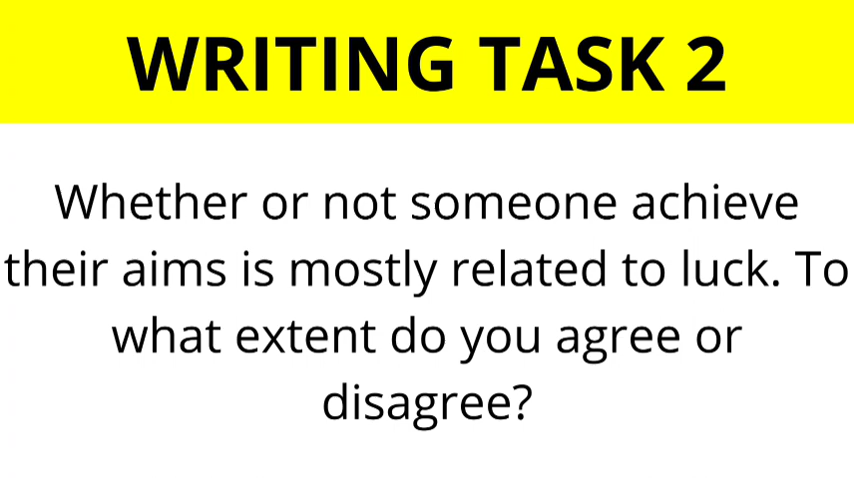 WRITING TASK 2
Whether or not someone achieve
their aims is mostly related to luck. To
what extent do you agree or
disagree?